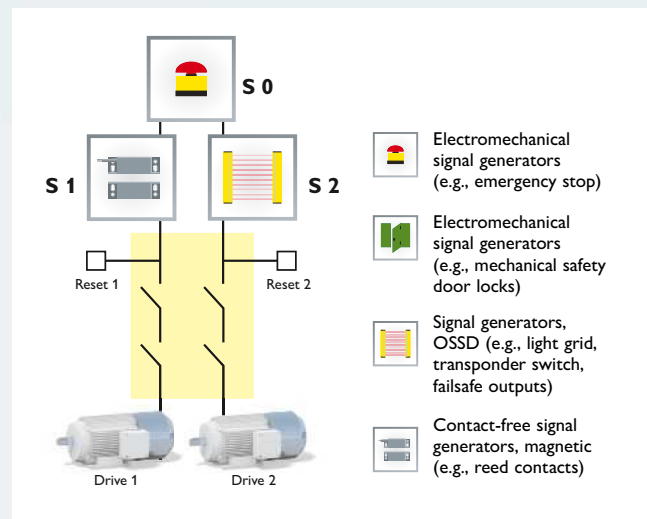 S 0
S 1
S 2
Reset 1
Reset 2
Drive 1
Drive 2
Electromechanical
signal generators
(e.g., emergency stop)
Electromechanical
signal generators
(e.g., mechanical safety
door locks)
Signal generators,
OSSD (e.g., light grid,
transponder switch,
failsafe outputs)
Contact-free signal
generators, magnetic
(e.g., reed contacts)